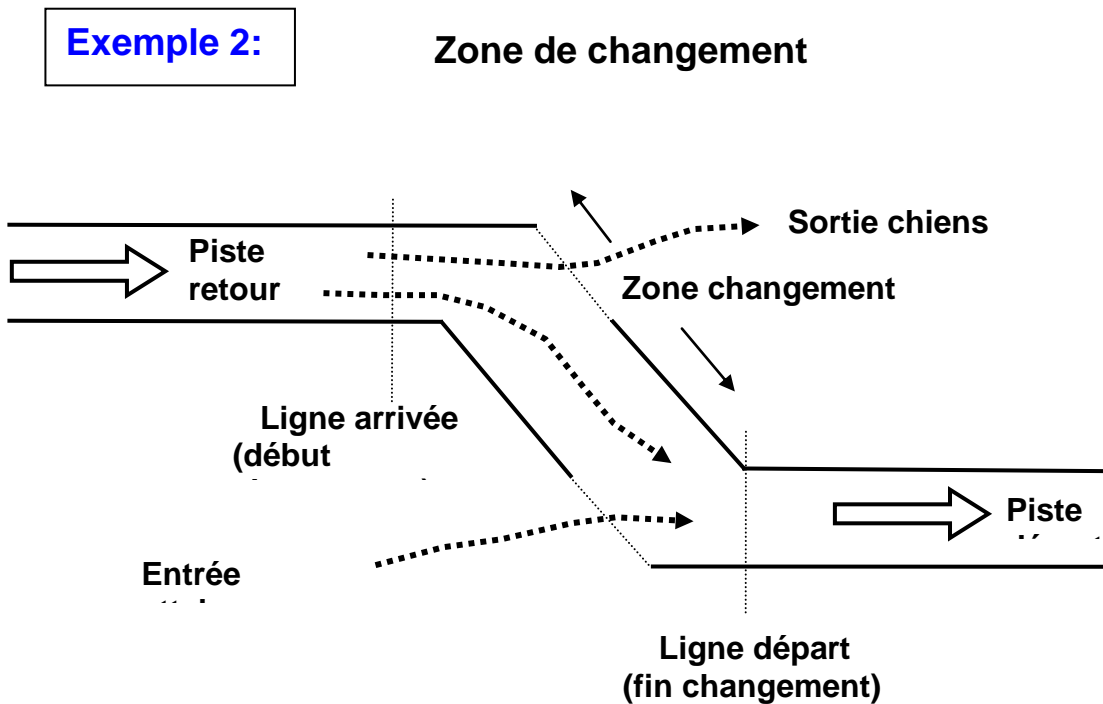 Exemple 2:
Zone de changement
Sortie chiens
Piste
retour
Zone changement
Ligne arrivée
(début
Piste
Entrée
Ligne départ
(fin changement)